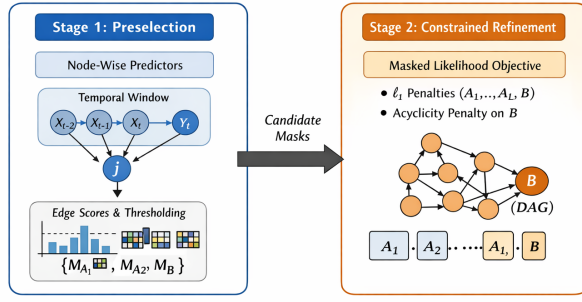 Stage 1: Preselection
Node-Wise Predictors
Temporal Window
X_{t-2} X_{t-1} X_t Y_t
j
Edge Scores & Thresholding
{M_{A_1}, M_{A2}, M_B}
Candidate
Masks
Stage 2: Constrained Refinement
Masked Likelihood Objective
• ℓ_1 Penalties (A_1,..,A_L, B)
• Acyclicity Penalty on B
B
(DAG)
A_1 . A_2 ..... A_1, . B